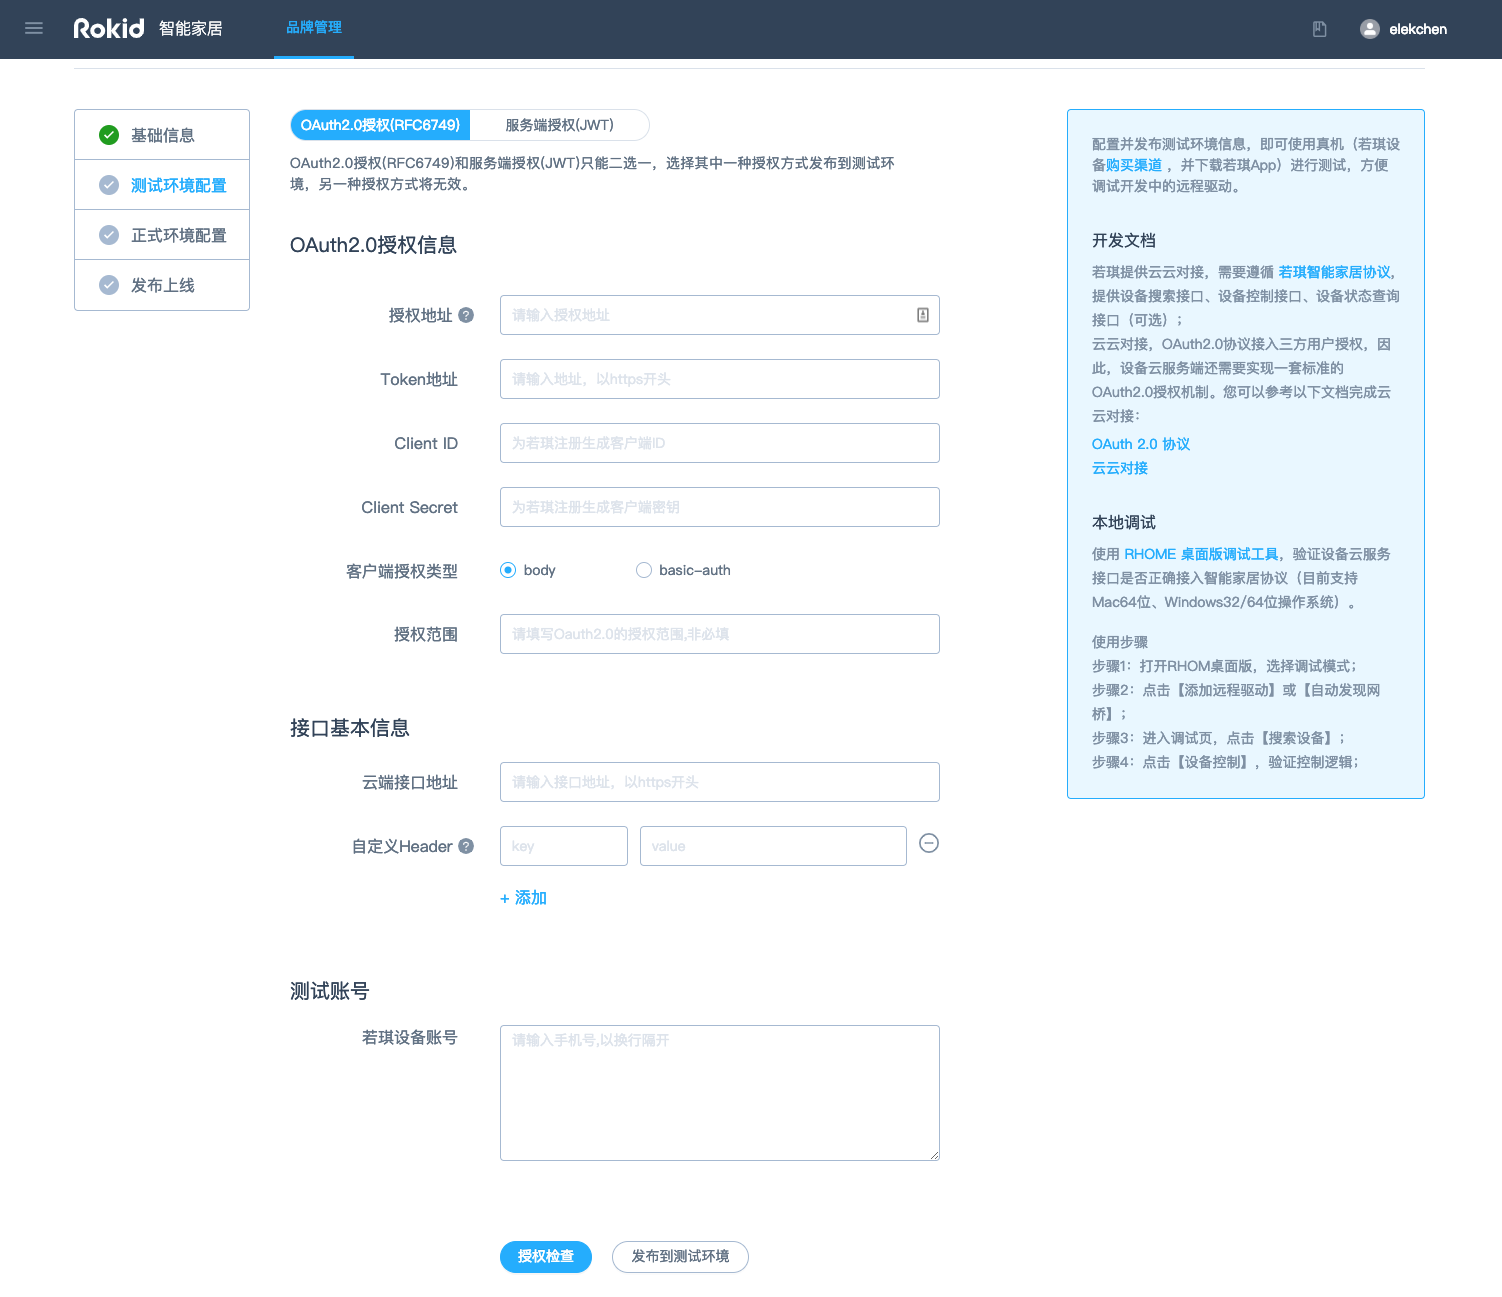 Rokid 智能家居
品牌管理
elekchen
基础信息
测试环境配置
正式环境配置
发布上线
OAuth2.0授权(RFC6749)
服务端授权(JWT)
OAuth2.0授权(RFC6749)和服务端授权(JWT)只能二选一，选择其中一种授权方式发布到测试环
境，另一种授权方式将无效。
OAuth2.0授权信息
授权地址 ?
请输入授权地址
Token地址
请输入地址，以https开头
Client ID
为若琪注册生成客户端ID
Client Secret
为若琪注册生成客户端密钥
客户端授权类型
body
basic-auth
授权范围
请填写Oauth2.0的授权范围,非必填
接口基本信息
云端接口地址
请输入接口地址，以https开头
自定义Header ?
key
value
+ 添加
测试账号
若琪设备账号
请输入手机号,以换行隔开
授权检查
发布到测试环境
配置并发布测试环境信息，即可使用真机（若琪设
备购买渠道 ，并下载若琪App）进行测试，方便
调试开发中的远程驱动。
开发文档
若琪提供云云对接，需要遵循 若琪智能家居协议，
提供设备搜索接口、设备控制接口、设备状态查询
接口（可选）；
云云对接，OAuth2.0协议接入三方用户授权，因
此，设备云服务端还需要实现一套标准的
OAuth2.0授权机制。您可以参考以下文档完成云
云对接：
OAuth 2.0 协议
云云对接
本地调试
使用 RHOME 桌面版调试工具，验证设备云服务
接口是否正确接入智能家居协议（目前支持
Mac64位、Windows32/64位操作系统）。
使用步骤
步骤1：打开RHOM桌面版，选择调试模式；
步骤2：点击【添加远程驱动】或【自动发现网
桥】；
步骤3：进入调试页，点击【搜索设备】；
步骤4：点击【设备控制】，验证控制逻辑；